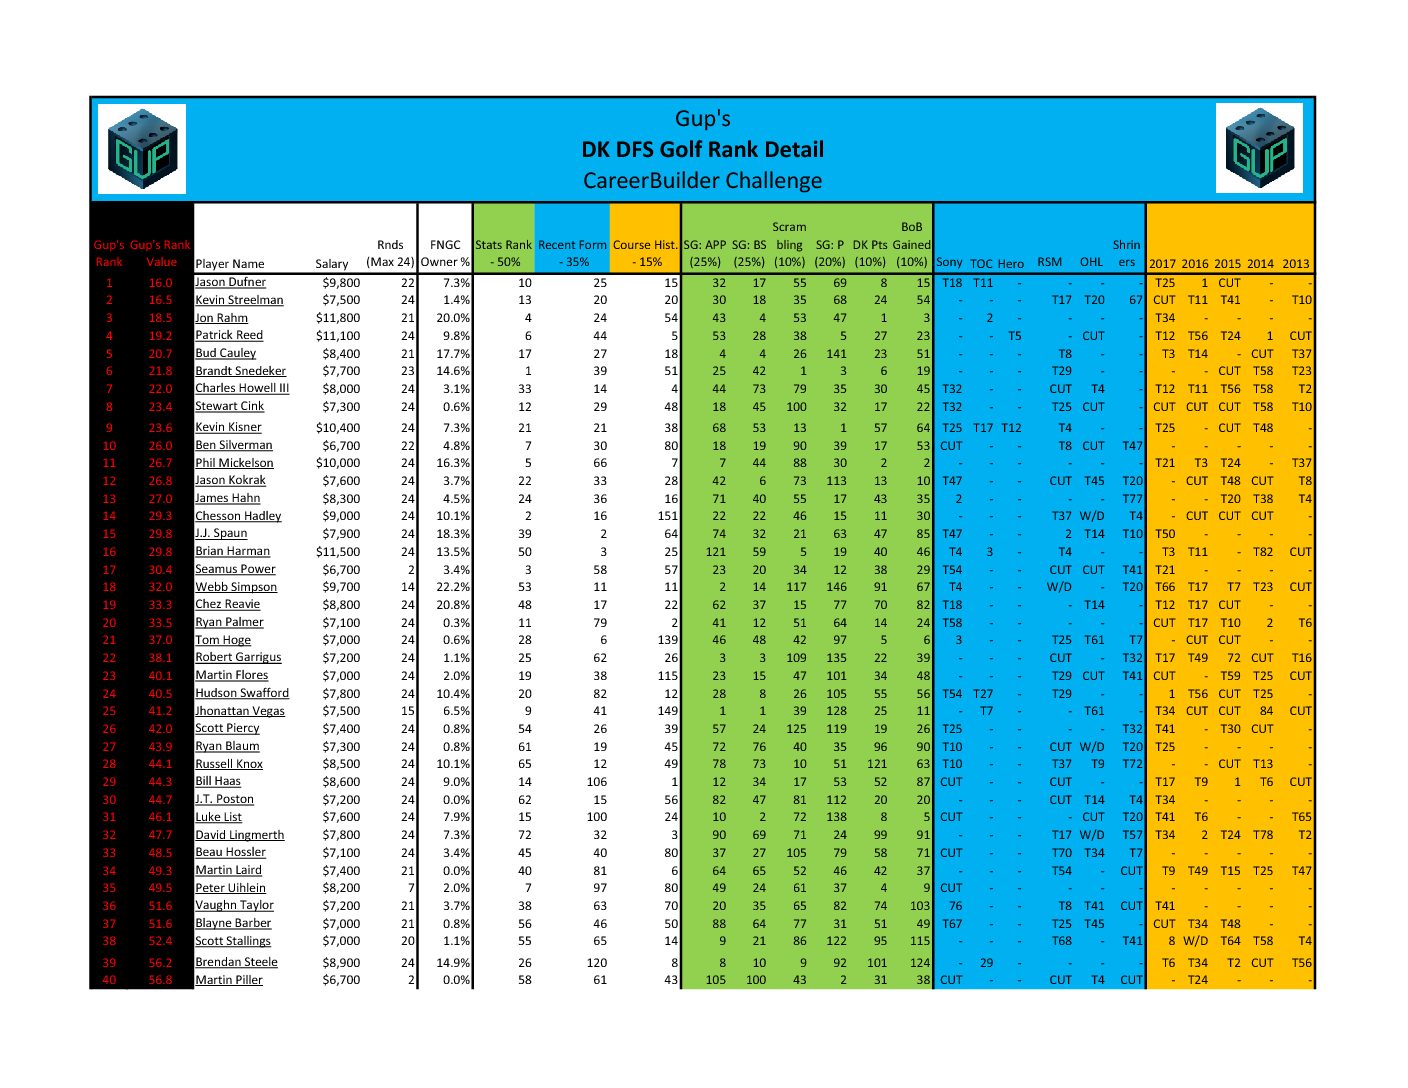 Gup's
DK DFS Golf Rank Detail
CareerBuilder Challenge
GUP
GUP
Gup's Rank | Gup's Rank Value | Player Name | Salary | Rnds (Max 24) | FNGC Owner % | Stats Rank - 50% | Recent Form - 35% | Course Hist. - 15% | SG: APP (25%) | SG: BS (25%) | Scrambling (10%) | SG: P (20%) | DK Pts (10%) | BoB Gained (10%) | Sony | TOC | Hero | RSM | OHL | Shriners | 2017 | 2016 | 2015 | 2014 | 2013
1 16.0 Jason Dufner $9,800 22 7.3% 10 25 15 32 17 55 69 8 15 T18 T11 - - - - T25 1 CUT - -
2 16.5 Kevin Streelman $7,500 24 1.4% 13 20 20 30 18 35 68 24 54 - - - T17 T20 67 CUT T11 T41 - T10
3 18.5 Jon Rahm $11,800 21 20.0% 4 24 54 43 4 53 47 1 3 - 2 - - - - T34 - - - -
4 19.2 Patrick Reed $11,100 24 9.8% 6 44 5 53 28 38 5 27 23 - - T5 - CUT - T12 T56 T24 1 CUT
5 20.7 Bud Cauley $8,400 21 17.7% 17 27 18 4 4 26 141 23 51 - - - T8 - - T3 T14 - CUT T37
6 21.8 Brandt Snedeker $7,700 23 14.6% 1 39 51 25 42 1 3 6 19 - - - T29 - - - - CUT T58 T23
7 22.0 Charles Howell III $8,000 24 3.1% 33 14 4 44 73 79 35 30 45 T32 - - CUT T4 - T12 T11 T56 T58 T2
8 23.4 Stewart Cink $7,300 24 0.6% 12 29 48 18 45 100 32 17 22 T32 - - T25 CUT - CUT CUT CUT T58 T10
9 23.6 Kevin Kisner $10,400 24 7.3% 21 21 38 68 53 13 1 57 64 T25 T17 T12 T4 - - T25 - CUT T48 -
10 26.0 Ben Silverman $6,700 22 4.8% 7 30 80 18 19 90 39 17 53 CUT - - T8 CUT T47 - - - - -
11 26.7 Phil Mickelson $10,000 24 16.3% 5 66 7 7 44 88 30 2 2 - - - - - - T21 T3 T24 - T37
12 26.8 Jason Kokrak $7,600 24 3.7% 22 33 28 42 6 73 113 13 10 T47 - - CUT T45 T20 - CUT T48 CUT T8
13 27.0 James Hahn $8,300 24 4.5% 24 36 16 71 40 55 17 43 35 2 - - - - T77 - - T20 T38 T4
14 29.3 Chesson Hadley $9,000 24 10.1% 2 16 151 22 22 46 15 11 30 - - - T37 W/D T4 - CUT CUT CUT -
15 29.8 J.J. Spaun $7,900 24 18.3% 39 2 64 74 32 21 63 47 85 T47 - - 2 T14 T10 T50 - - - -
16 29.8 Brian Harman $11,500 24 13.5% 50 3 25 121 59 5 19 40 46 T4 3 - T4 - - T3 T11 - T82 CUT
17 30.4 Seamus Power $6,700 2 3.4% 3 58 57 23 20 34 12 38 29 T54 - - CUT CUT T41 T21 - - - -
18 32.0 Webb Simpson $9,700 14 22.2% 53 11 11 2 14 117 146 91 67 T4 - - W/D - T20 T66 T17 T7 T23 CUT
19 33.3 Chez Reavie $8,800 24 20.8% 48 17 22 62 37 15 77 70 82 T18 - - - T14 - T12 T17 CUT - -
20 33.5 Ryan Palmer $7,100 24 0.3% 11 79 2 41 12 51 64 14 24 T58 - - - - - CUT T17 T10 2 T6
21 37.0 Tom Hoge $7,000 24 0.6% 28 6 139 46 48 42 97 5 6 3 - - T25 T61 T7 - CUT CUT - -
22 38.1 Robert Garrigus $7,200 24 1.1% 25 62 26 3 3 109 135 22 39 - - - CUT - T32 T17 T49 72 CUT T16
23 40.1 Martin Flores $7,000 24 2.0% 19 38 115 23 15 47 101 34 48 - - - T29 CUT T41 CUT - T59 T25 CUT
24 40.5 Hudson Swafford $7,800 24 10.4% 20 82 12 28 8 26 105 55 56 T54 T27 - T29 - - 1 T56 CUT T25 -
25 41.2 Jhonattan Vegas $7,500 15 6.5% 9 41 149 1 1 39 128 25 11 - T7 - - T61 - T34 CUT CUT 84 CUT
26 42.0 Scott Piercy $7,400 24 0.8% 54 26 39 57 24 125 119 19 26 T25 - - - - T32 T41 - T30 CUT -
27 43.9 Ryan Blaum $7,300 24 0.8% 61 19 45 72 76 40 35 96 90 T10 - - CUT W/D T20 T25 - - - -
28 44.1 Russell Knox $8,500 24 10.1% 65 12 49 78 73 10 51 121 63 T10 - - T37 T9 T72 - - CUT T13 -
29 44.3 Bill Haas $8,600 24 9.0% 14 106 1 12 34 17 53 52 87 CUT - - CUT - - T17 T9 1 T6 CUT
30 44.7 J.T. Poston $7,200 24 0.0% 62 15 56 82 47 81 112 20 20 - - - CUT T14 T4 T34 - - - -
31 46.1 Luke List $7,600 24 7.9% 15 100 24 10 2 72 138 8 5 CUT - - - CUT T20 T41 T6 - - T65
32 47.7 David Lingmerth $7,800 24 7.3% 72 32 3 90 69 71 24 99 91 - - - T17 W/D T57 T34 2 T24 T78 T2
33 48.5 Beau Hossler $7,100 24 3.4% 45 40 80 37 27 105 79 58 71 CUT - - T70 T34 T7 - - - - -
34 49.3 Martin Laird $7,400 21 0.0% 40 81 6 64 65 52 46 42 37 - - - T54 - CUT T9 T49 T15 T25 T47
35 49.5 Peter Uihlein $8,200 7 2.0% 7 97 80 49 24 61 37 4 9 CUT - - - - - - - - - -
36 51.6 Vaughn Taylor $7,200 21 3.7% 38 63 70 20 35 65 82 74 103 76 - - T8 T41 CUT T41 - - - -
37 51.6 Blayne Barber $7,000 21 0.8% 56 46 50 88 64 77 31 51 49 T67 - - T25 T45 - CUT T34 T48 - -
38 52.4 Scott Stallings $7,000 20 1.1% 55 65 14 9 21 86 122 95 115 - - - T68 - T41 8 W/D T64 T58 T4
39 56.2 Brendan Steele $8,900 24 14.9% 26 120 8 8 10 9 92 101 124 - 29 - - - - T6 T34 T2 CUT T56
40 56.8 Martin Piller $6,700 2 0.0% 58 61 43 105 100 43 2 31 38 CUT - - CUT T4 CUT - T24 - - -